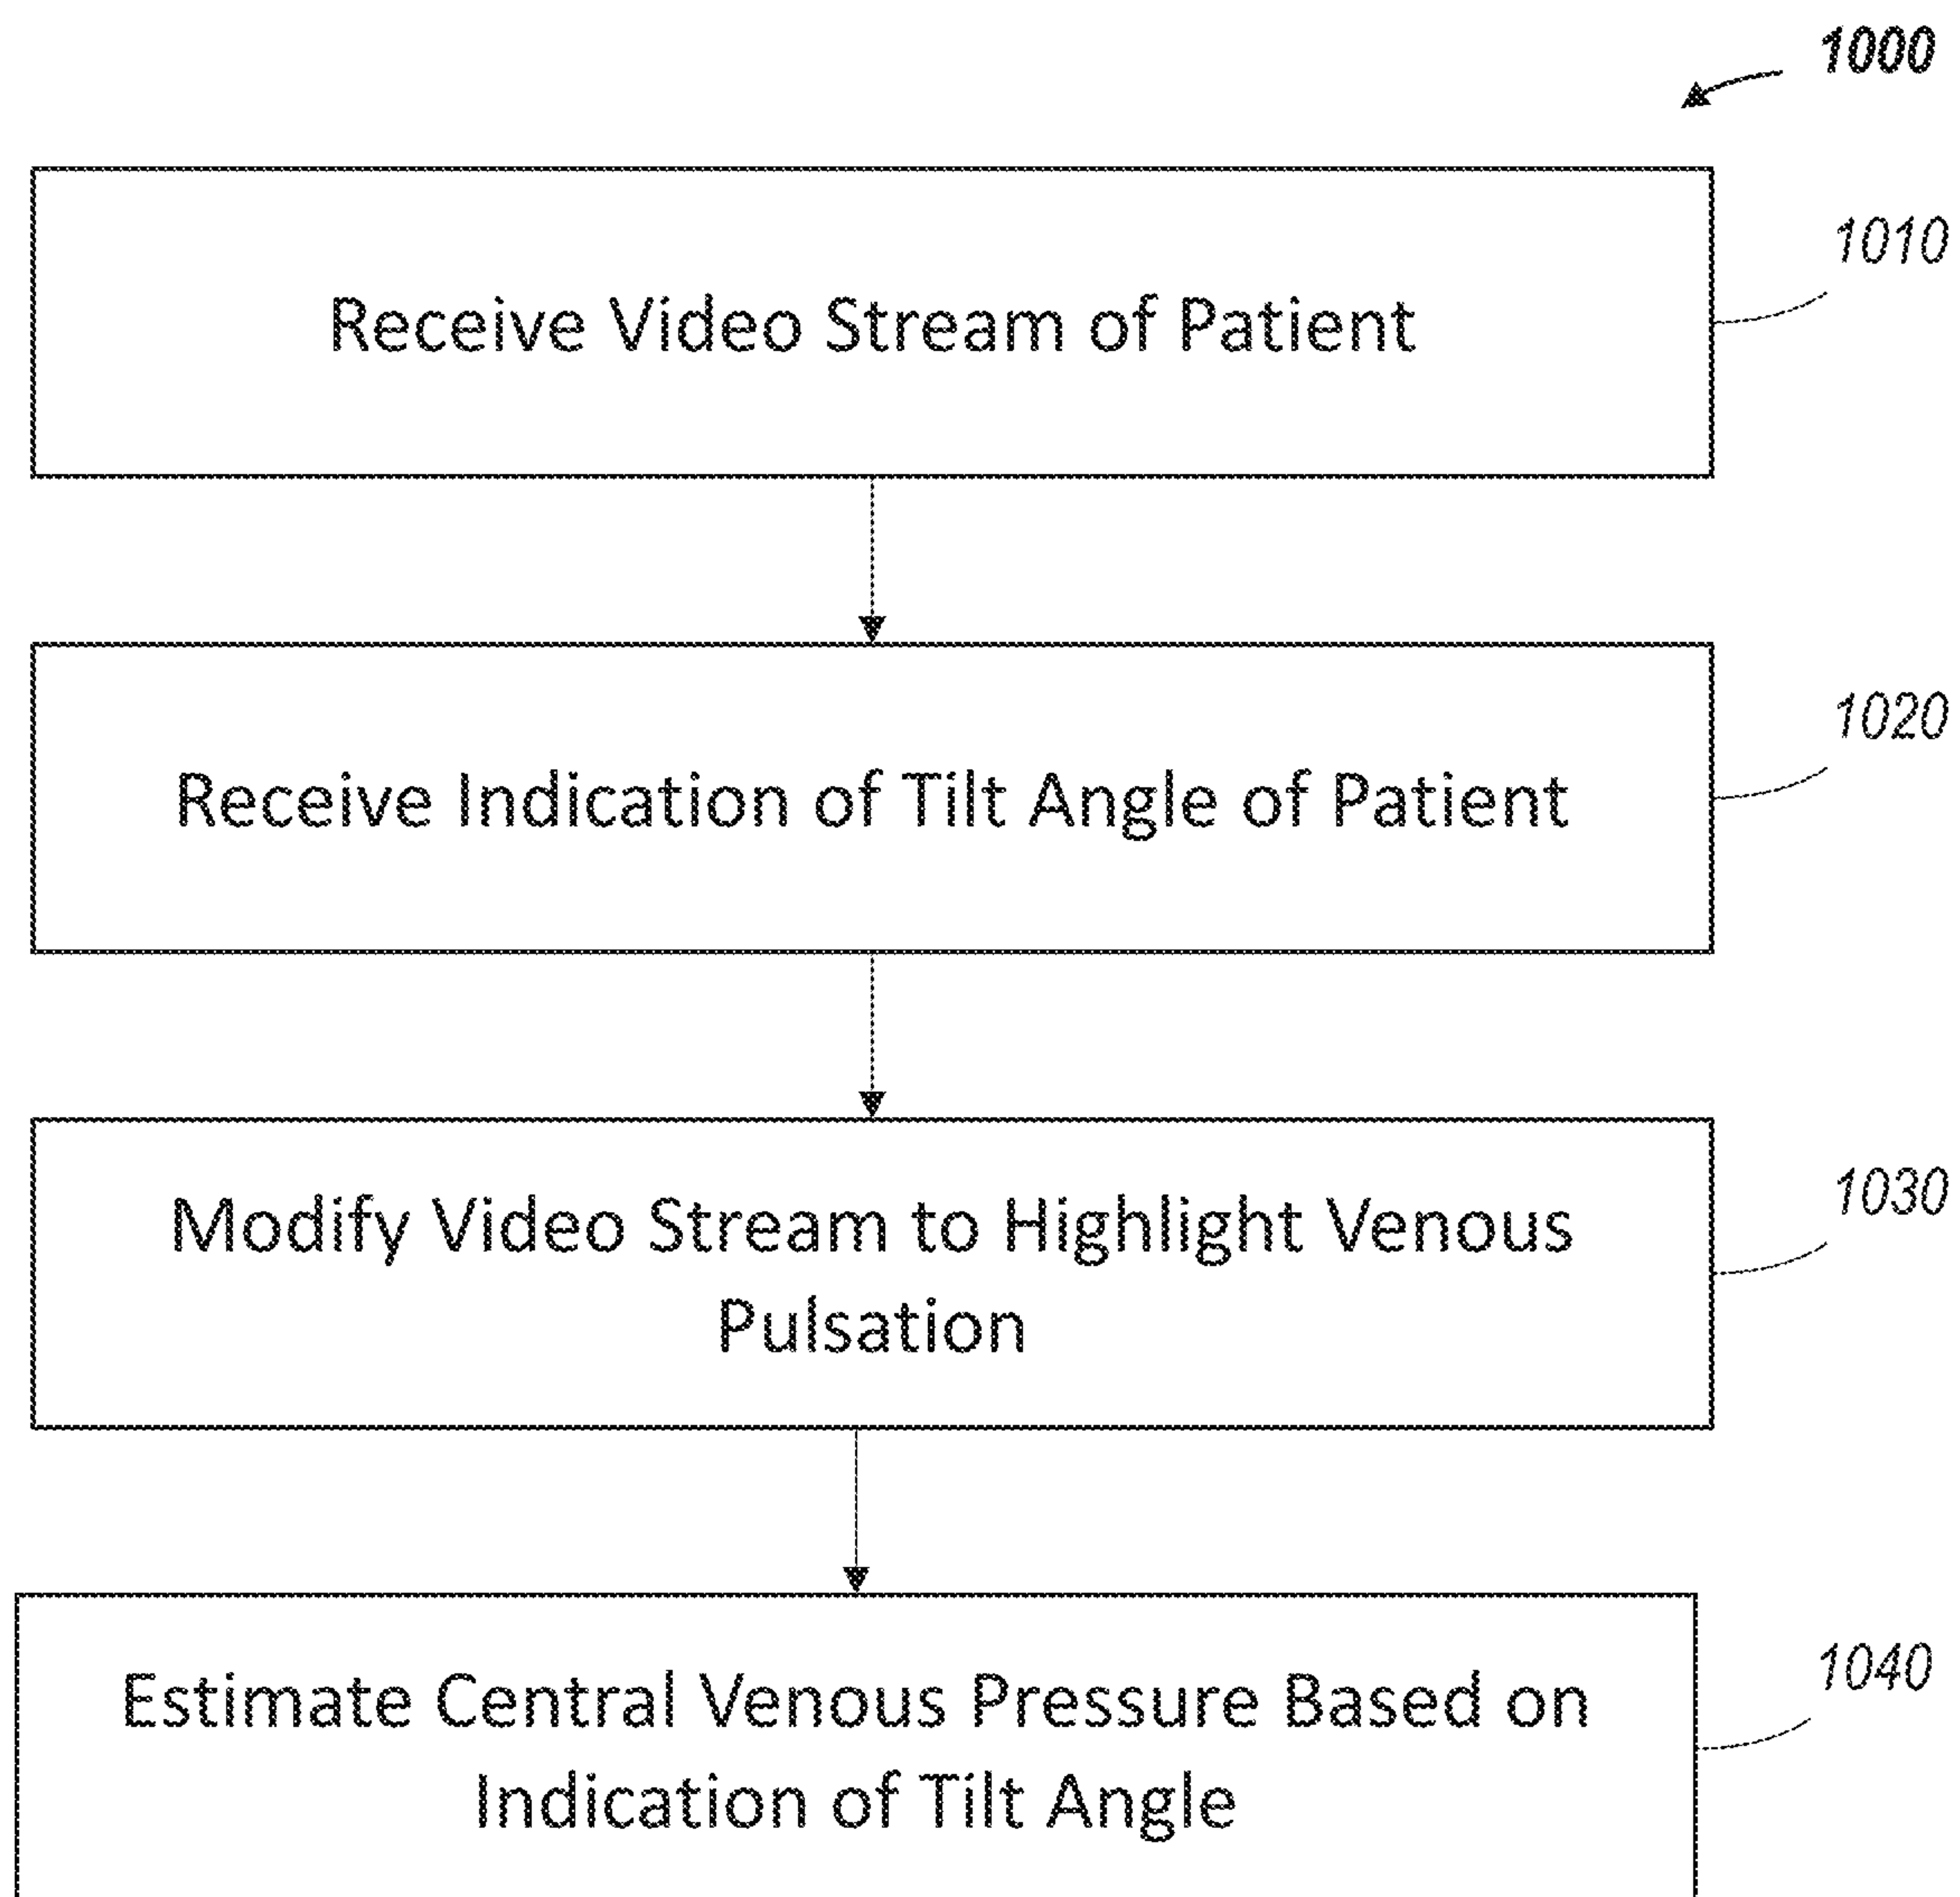 1000
Receive Video Stream of Patient
1010
Receive Indication of Tilt Angle of Patient
1020
Modify Video Stream to Highlight Venous
Pulsation
1030
Estimate Central Venous Pressure Based on
Indication of Tilt Angle
1040